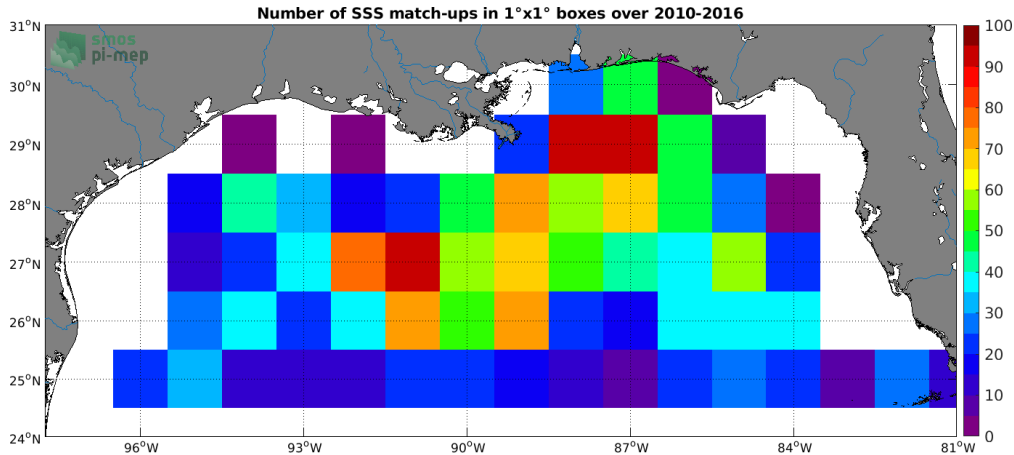 Number of SSS match-ups in 1°x1° boxes over 2010-2016
smos
pi-mep
31°N
30°N
29°N
28°N
27°N
26°N
25°N
24°N
96°W
93°W
90°W
87°W
84°W
81°W
100
90
80
70
60
50
40
30
20
10
0